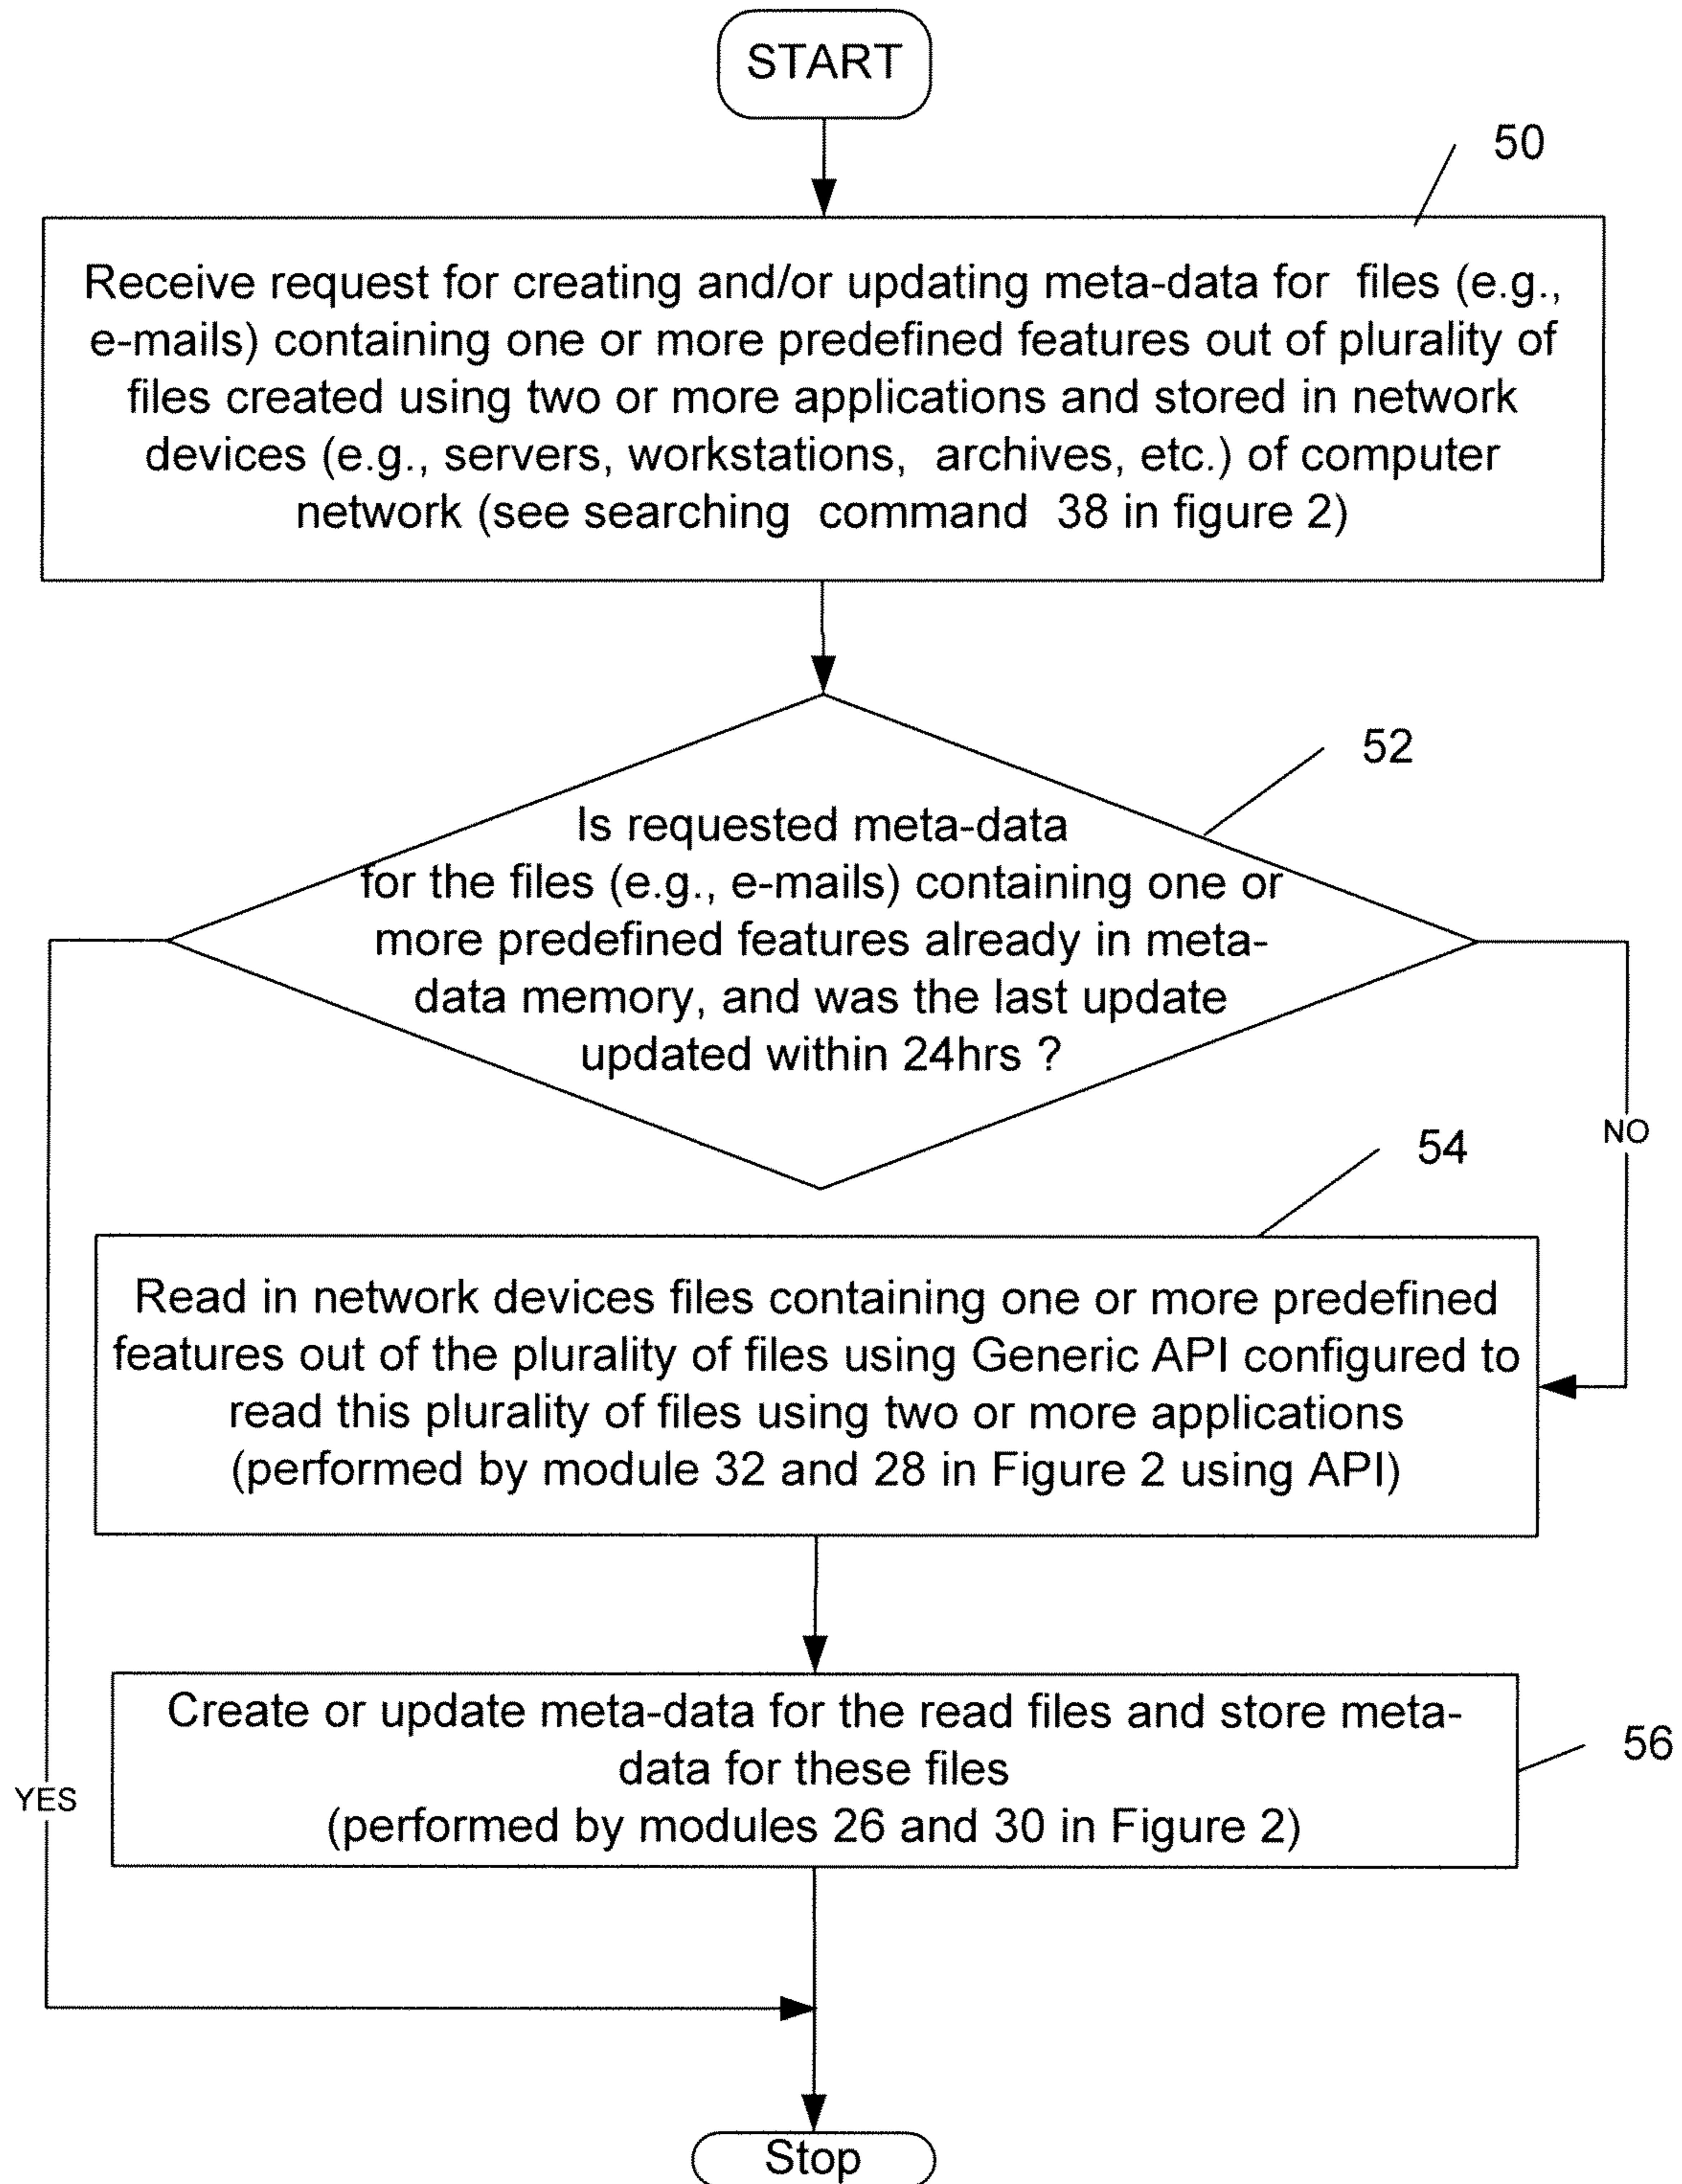 START
50
Receive request for creating and/or updating meta-data for files (e.g.,
e-mails) containing one or more predefined features out of plurality of
files created using two or more applications and stored in network
devices (e.g., servers, workstations, archives, etc.) of computer
network (see searching command 38 in figure 2)
52
Is requested meta-data
for the files (e.g., e-mails) containing one or
more predefined features already in meta-
data memory, and was the last update
updated within 24hrs ?
NO
54
Read in network devices files containing one or more predefined
features out of the plurality of files using Generic API configured to
read this plurality of files using two or more applications
(performed by module 32 and 28 in Figure 2 using API)
Create or update meta-data for the read files and store meta-
data for these files
(performed by modules 26 and 30 in Figure 2)
56
YES
Stop